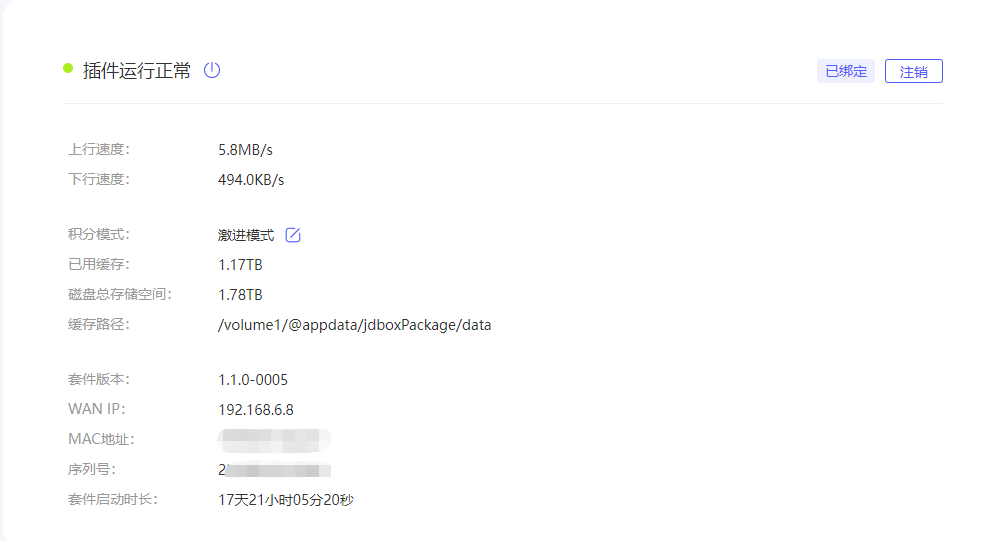 插件运行正常 已绑定 注销
上行速度: 5.8MB/s
下行速度: 494.0KB/s
积分模式: 激进模式
已用缓存: 1.17TB
磁盘总存储空间: 1.78TB
缓存路径: /volume1/@appdata/jdboxPackage/data
套件版本: 1.1.0-0005
WAN IP: 192.168.6.8
MAC地址:
序列号: 2
套件启动时长: 17天21小时05分20秒